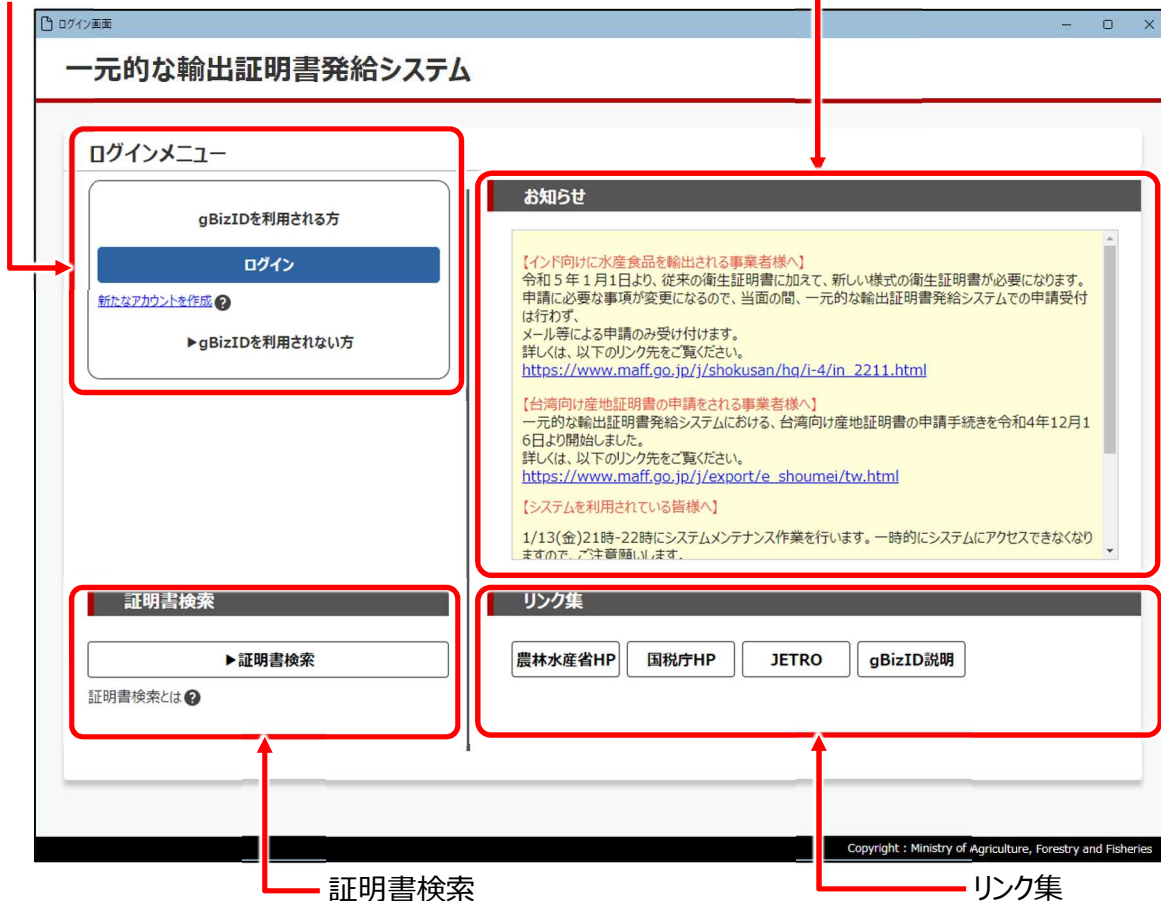 ログイン画面
一元的な輸出証明書発給システム
ログインメニュー
gBizIDを利用される方
ログイン
新たなアカウントを作成?
▶gBizIDを利用されない方
お知らせ
【インド向けに水産食品を輸出される事業者様へ】
令和５年１月1日より、従来の衛生証明書に加えて、新しい様式の衛生証明書が必要になります。
申請に必要な事項が変更になるので、当面の間、一元的な輸出証明書発給システムでの申請受付
は行わず、
メール等による申請のみ受け付けます。
詳しくは、以下のリンク先をご覧ください。
https://www.maff.go.jp/j/shokusan/hq/i-4/in_2211.html
【台湾向け産地証明書の申請をされる事業者様へ】
一元的な輸出証明書発給システムにおける、台湾向け産地証明書の申請手続きを令和4年12月1
6日より開始しました。
詳しくは、以下のリンク先をご覧ください。
https://www.maff.go.jp/j/export/e_shoumei/tw.html
【システムを利用されている皆様へ】
1/13(金)21時-22時にシステムメンテナンス作業を行います。一時的にシステムにアクセスできなくなり
ますので、ご注意願いします。
証明書検索
▶証明書検索
証明書検索とは?
リンク集
農林水産省HP
国税庁HP
JETRO
gBizID説明
Copyright : Ministry of Agriculture, Forestry and Fisheries
証明書検索
リンク集